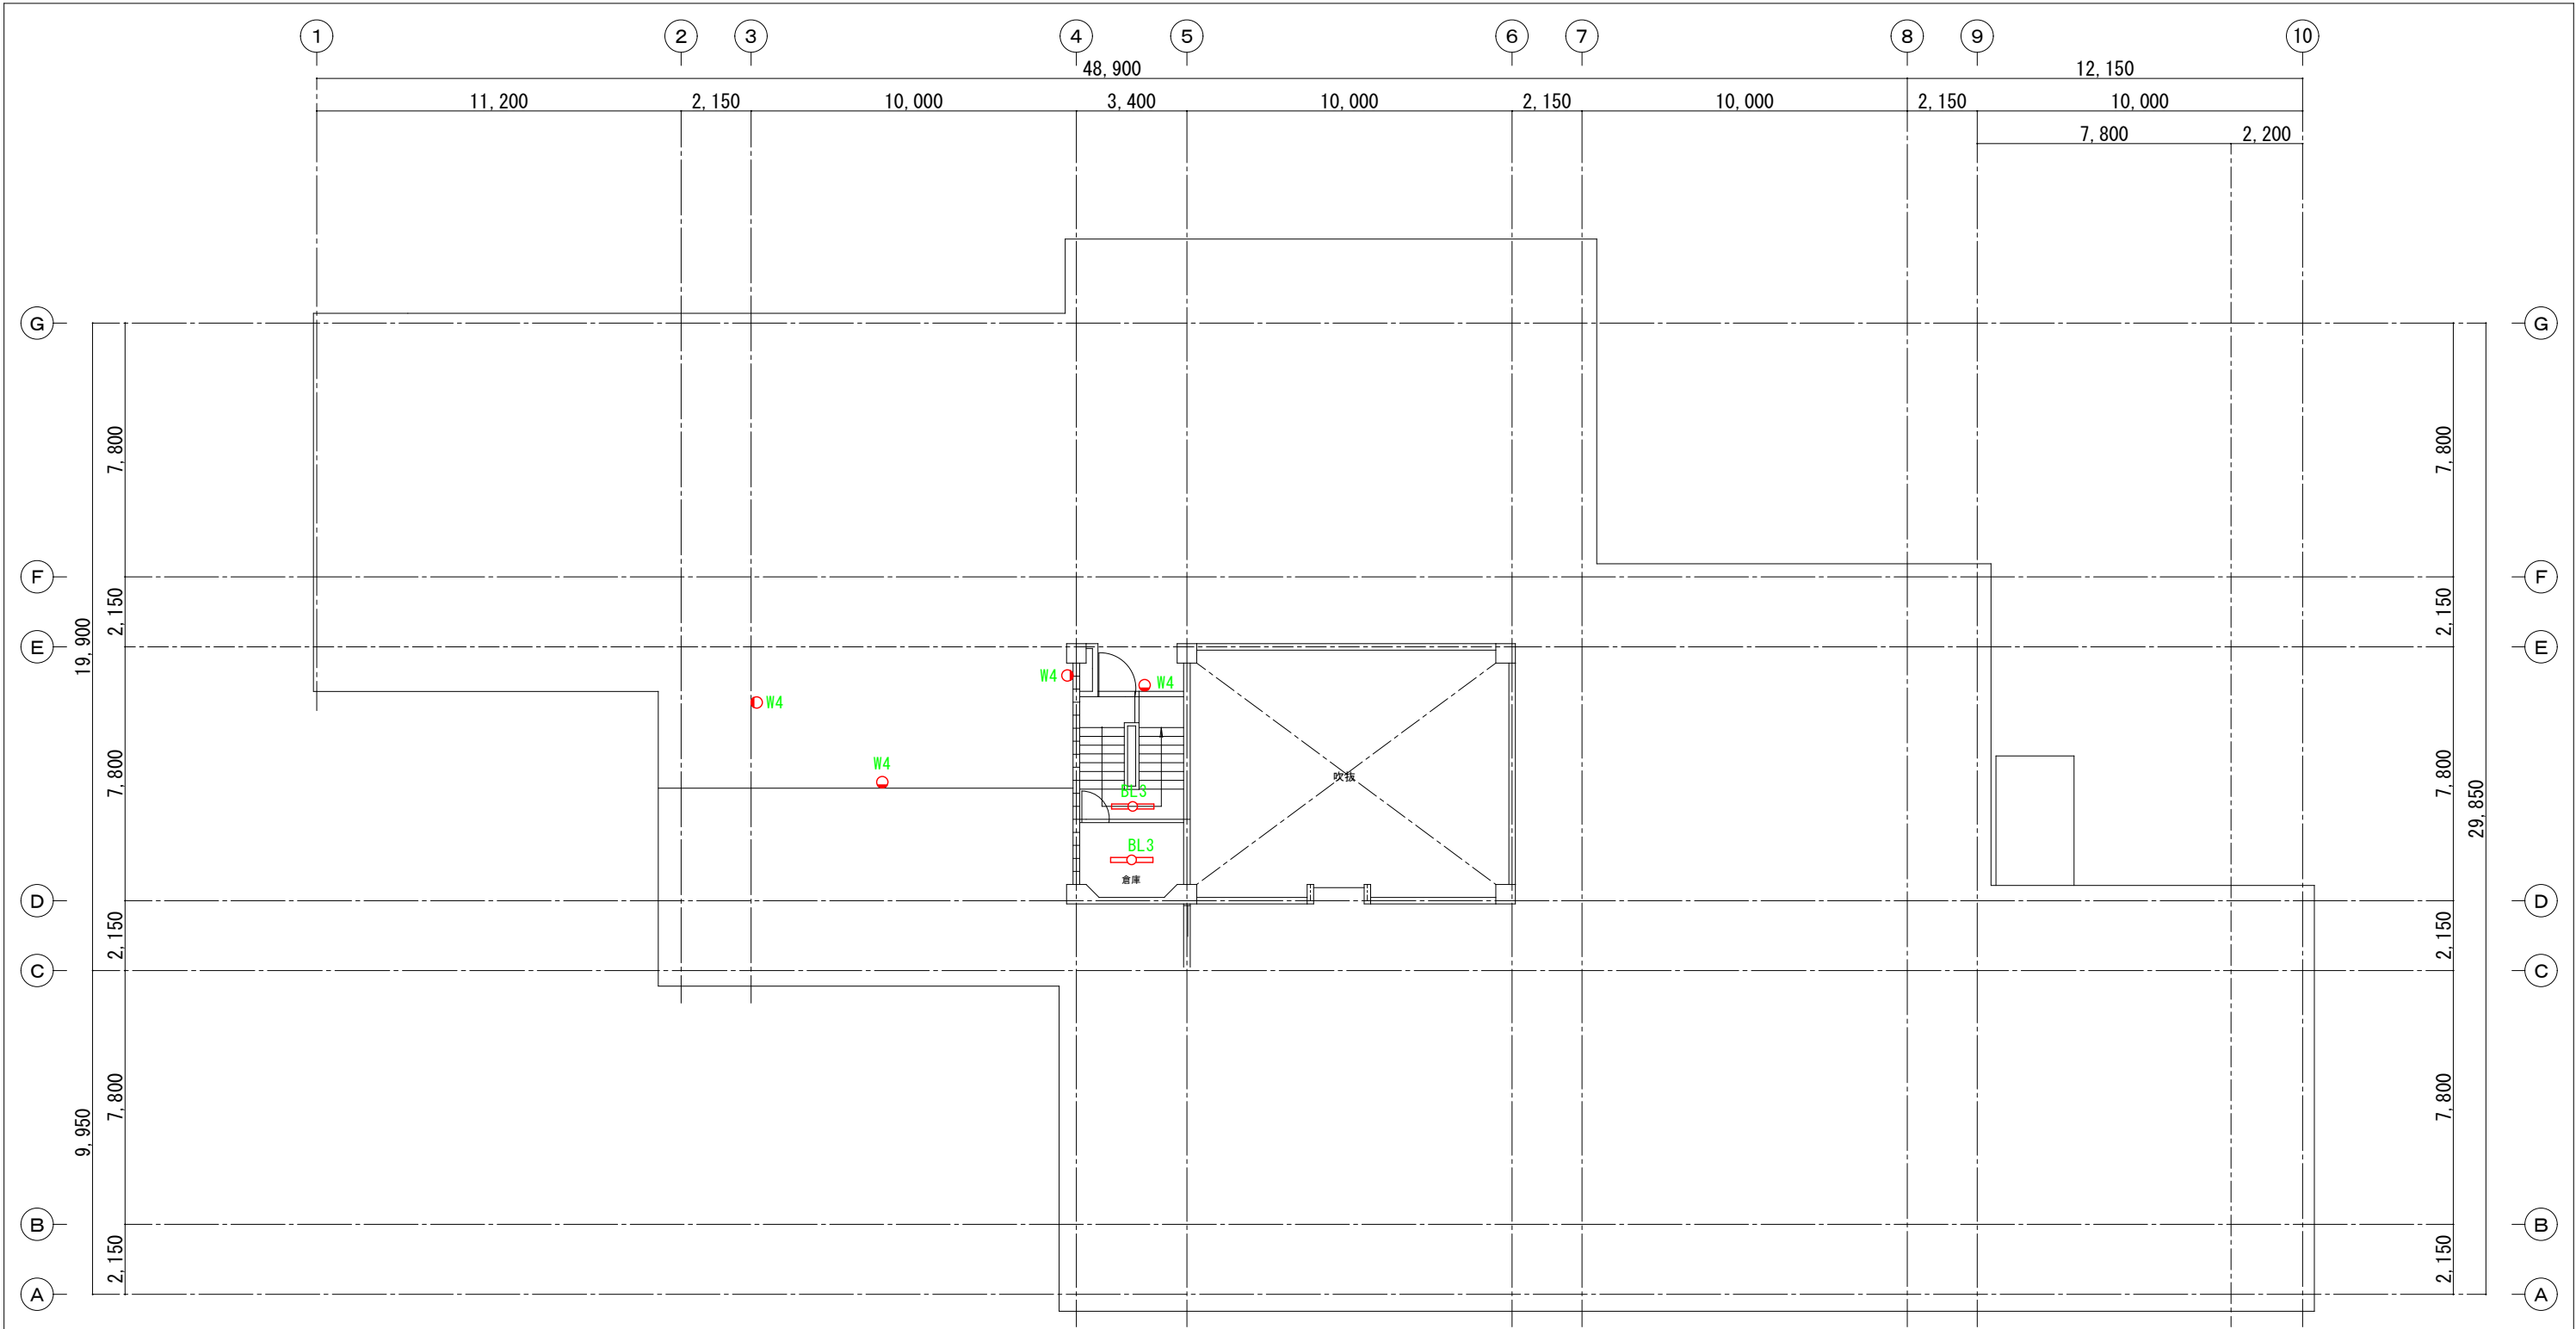 1 2 3 4 5 6 7 8 9 10
48,900 12,150
11,200 2,150 10,000 3,400 10,000 2,150 10,000 2,150 10,000
7,800 2,200
G G
7,800 7,800
F F
2,150 2,150
19,900
E E
W4 W4
W4
W4
7,800 吹抜 7,800
BL3
29,850
BL3
倉庫
D D
2,150 2,150
C C
7,800 7,800
9,950
B B
2,150 2,150
A A